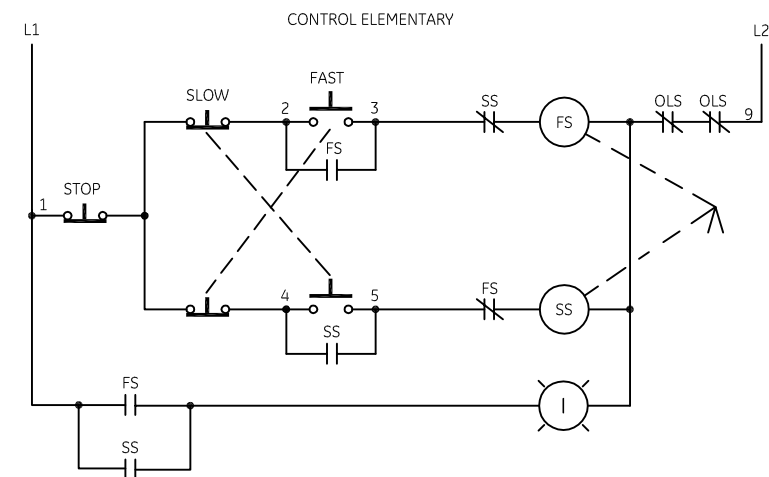 CONTROL ELEMENTARY
L1
L2
FAST
SLOW
2
3
SS
FS
OLS
OLS
9
FS
STOP
1
4
5
FS
SS
SS
FS
I
SS